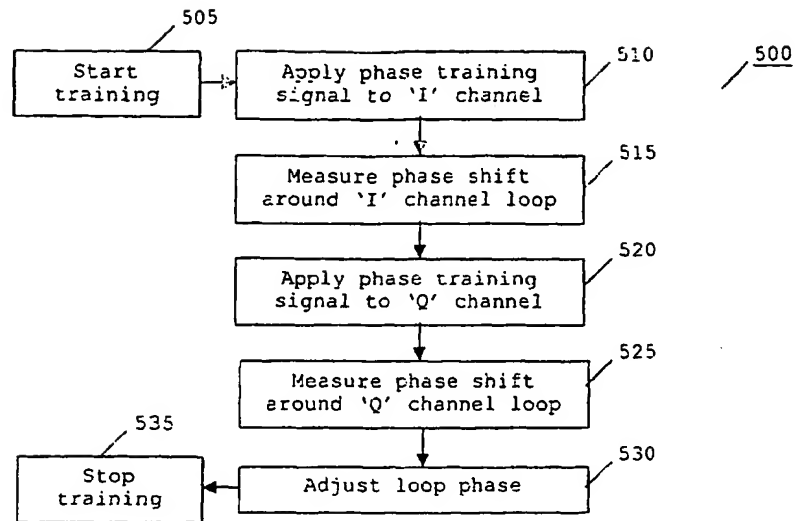 505
Start
training
Apply phase training
signal to 'I' channel
510
500
Measure phase shift
around 'I' channel loop
515
Apply phase training
signal to 'Q' channel
520
Measure phase shift
around 'Q' channel loop
525
535
Stop
training
Adjust loop phase
530